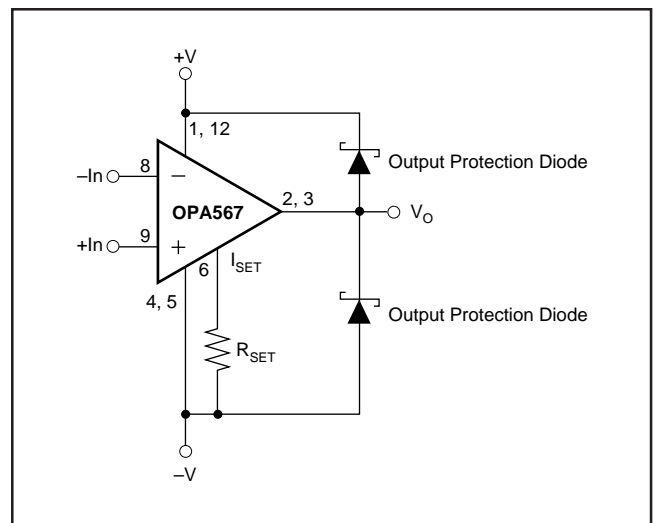 +V
1, 12
Output Protection Diode
–In
8
–
OPA567
2, 3
V_O
+In
9
+
6
I_SET
4, 5
Output Protection Diode
R_SET
–V